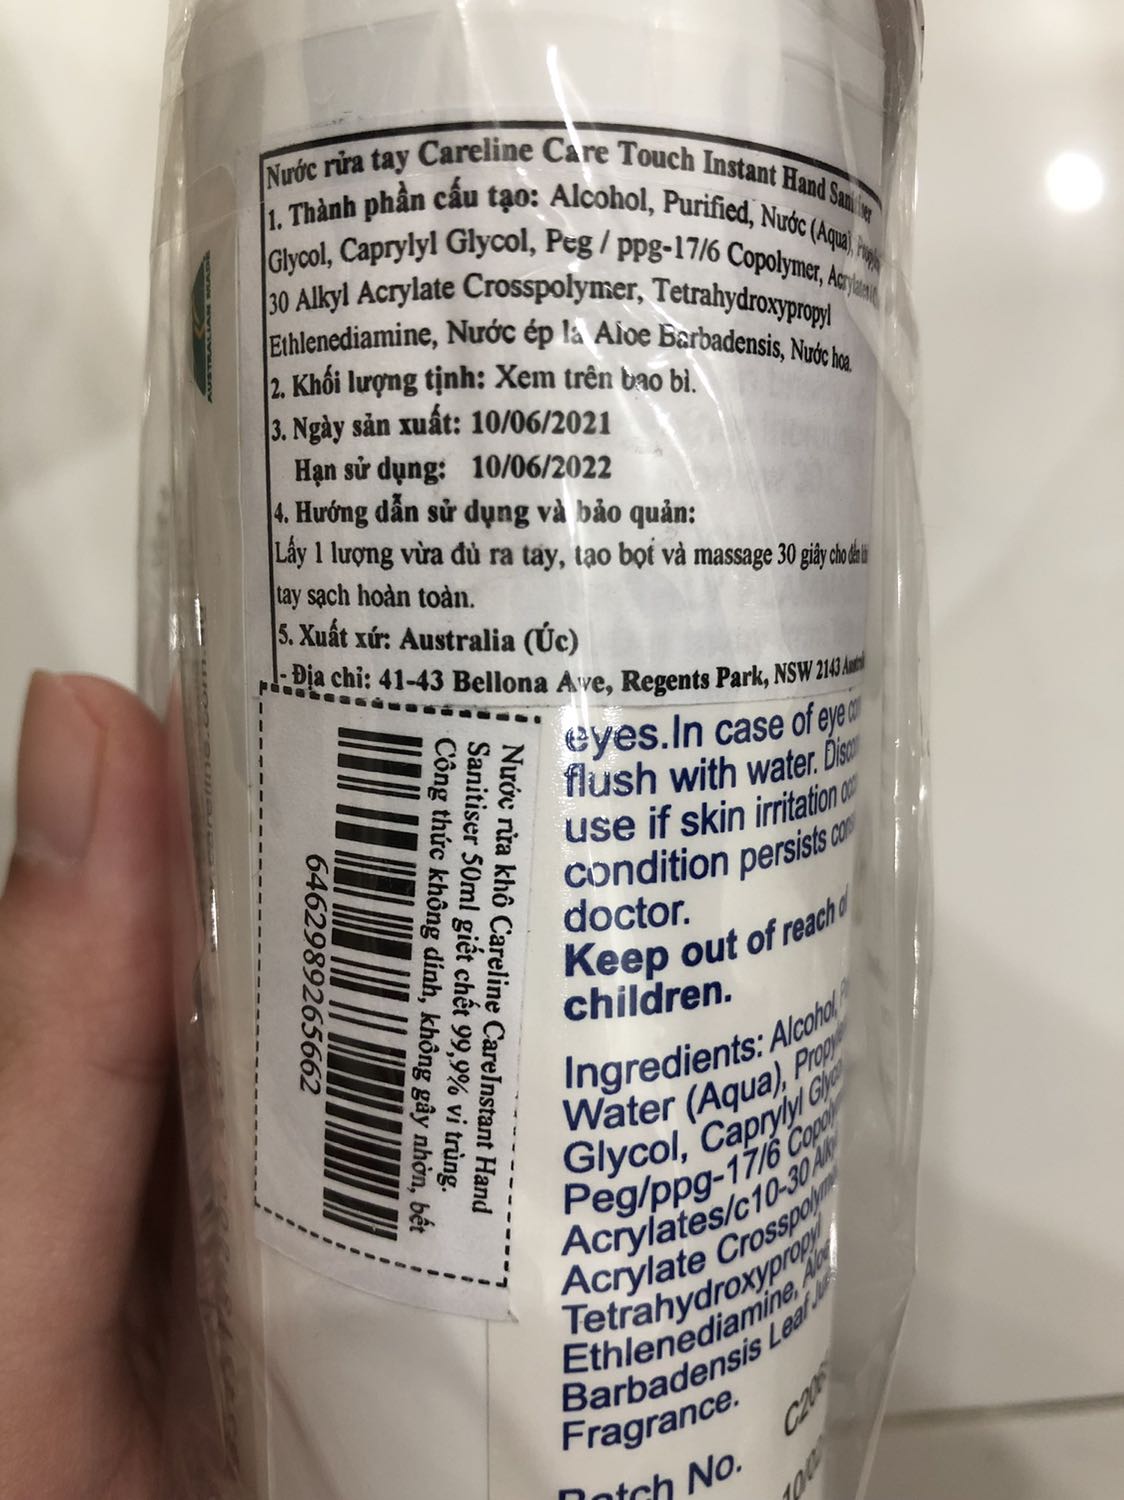 Nước rửa tay Careline Care Touch Instant Hand
1. Thành phần cấu tạo: Alcohol, Purified, Nước (Aqua),
Glycol, Caprylyl Glycol, Peg / ppg-17/6 Copolymer,
30 Alkyl Acrylate Crosspolymer, Tetrahydroxypropyl
Ethlenediamine, Nước ép lá Aloe Barbadensis, Nước hoa.
2. Khối lượng tịnh: Xem trên bao bì.
3. Ngày sản xuất: 10/06/2021
Hạn sử dụng: 10/06/2022
4. Hướng dẫn sử dụng và bảo quản:
Lấy 1 lượng vừa đủ ra tay, tạo bọt và massage 30 giây cho đến
tay sạch hoàn toàn.
5. Xuất xứ: Australia (Úc)
- Địa chỉ: 41-43 Bellona Ave, Regents Park, NSW 2143
AUSTRALIAN MADE
Nước rửa khô Careline CareInstant Hand
Sanitiser 50ml giết chết 99,9% vi trùng.
Công thức không dính, không gây nhờn, bết
6462989265662
eyes.In case of eye
flush with water.
use if skin irritation
condition persists
doctor.
Keep out of reach
children.
Ingredients: Alcohol,
Water (Aqua),
Glycol, Caprylyl
Peg/ppg-17/6
Acrylates/c10-30
Acrylate
Tetrahydroxypropyl
Ethlenediamine,
Barbadensis Leaf
Fragrance.
Batch No.